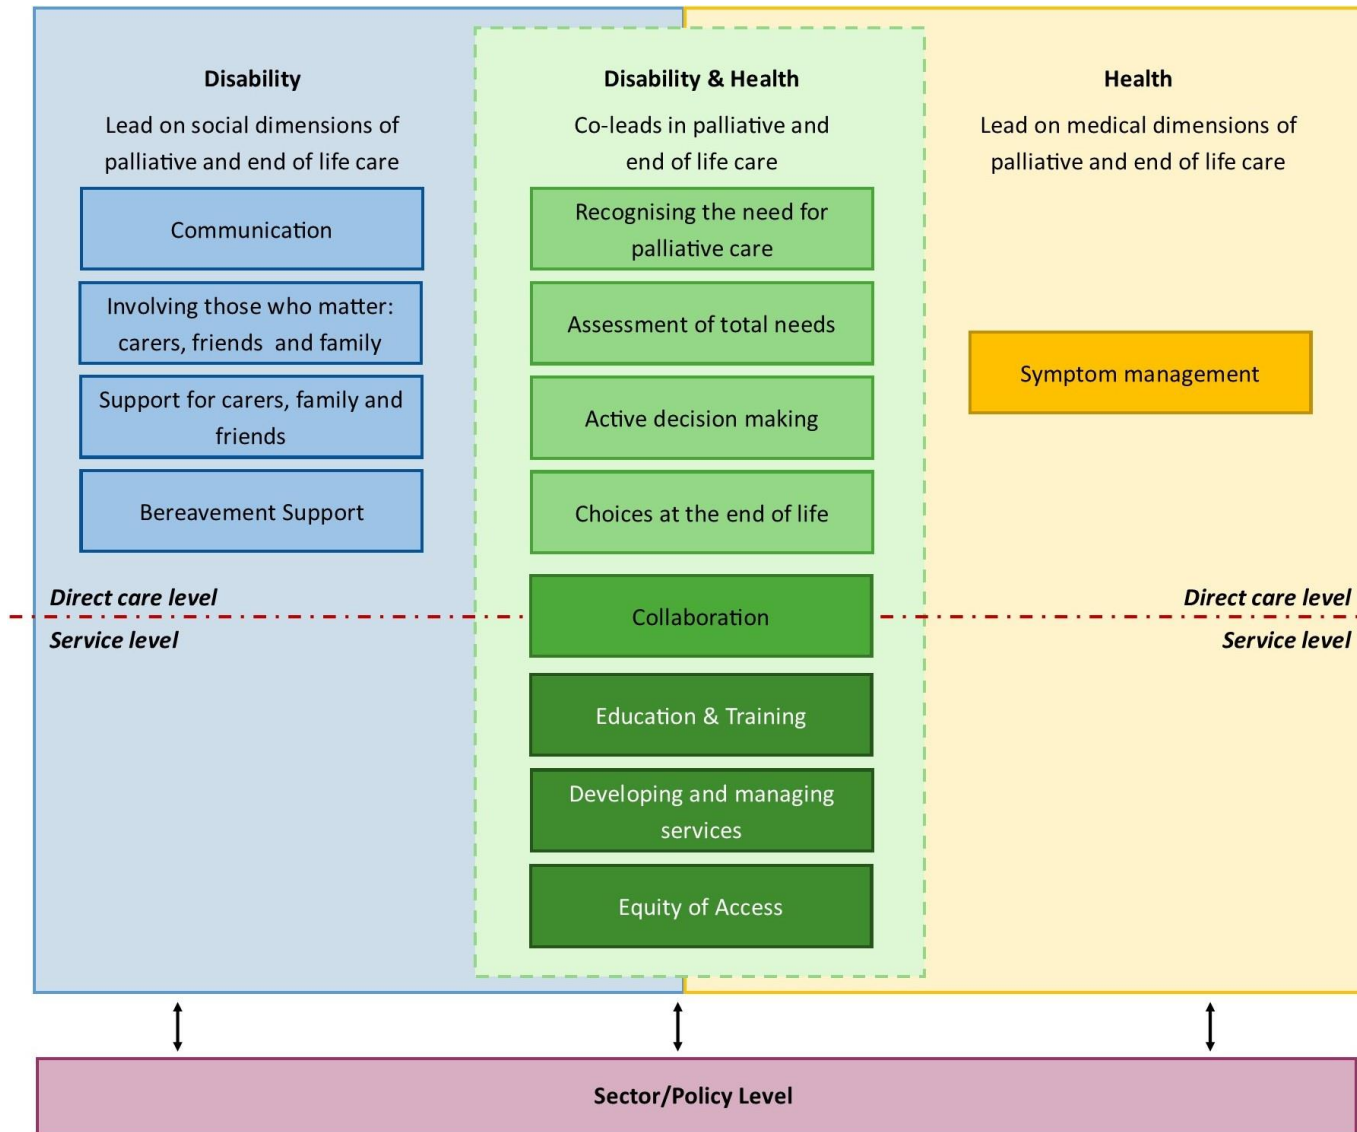 Disability
Lead on social dimensions of
palliative and end of life care
Communication
Involving those who matter:
carers, friends and family
Support for carers, family and
friends
Bereavement Support
Disability & Health
Co-leads in palliative and
end of life care
Recognising the need for
palliative care
Assessment of total needs
Active decision making
Choices at the end of life
Collaboration
Education & Training
Developing and managing
services
Equity of Access
Health
Lead on medical dimensions of
palliative and end of life care
Symptom management
Direct care level
Service level
Direct care level
Service level
Sector/Policy Level